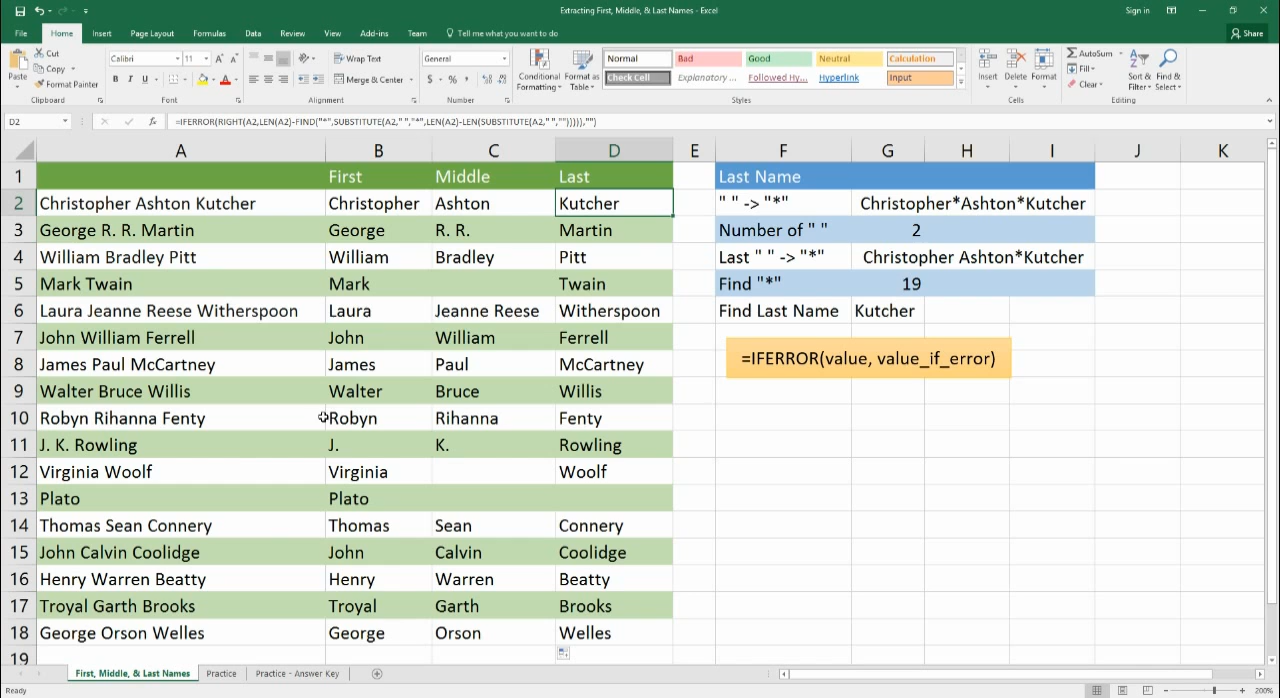 Extracting First, Middle, & Last Names - Excel
Sign in
File Home Insert Page Layout Formulas Data Review View Add-ins Team Tell me what you want to do
Share
Cut Calibri 11 Wrap Text General Normal Bad Good Neutral Calculation AutoSum
Copy Fill
Paste Format Painter B I U Merge & Center $ % Conditional Formatting Format as Table Check Cell Explanatory ... Followed Hy... Hyperlink Input Insert Delete Format Clear Sort & Filter Find & Select
Clipboard Font Alignment Number Styles Cells Editing
D2 fx =IFERROR(RIGHT(A2,LEN(A2)-FIND("*",SUBSTITUTE(A2," ","*",LEN(A2)-LEN(SUBSTITUTE(A2," ",""))))),"")
A B C D E F G H I J K
1 First Middle Last Last Name
2 Christopher Ashton Kutcher Christopher Ashton Kutcher " " -> "*" Christopher*Ashton*Kutcher
3 George R. R. Martin George R. R. Martin Number of " " 2
4 William Bradley Pitt William Bradley Pitt Last " " -> "*" Christopher Ashton*Kutcher
5 Mark Twain Mark Twain Find "*" 19
6 Laura Jeanne Reese Witherspoon Laura Jeanne Reese Witherspoon Find Last Name Kutcher
7 John William Ferrell John William Ferrell
=IFERROR(value, value_if_error)
8 James Paul McCartney James Paul McCartney
9 Walter Bruce Willis Walter Bruce Willis
10 Robyn Rihanna Fenty Robyn Rihanna Fenty
11 J. K. Rowling J. K. Rowling
12 Virginia Woolf Virginia Woolf
13 Plato Plato
14 Thomas Sean Connery Thomas Sean Connery
15 John Calvin Coolidge John Calvin Coolidge
16 Henry Warren Beatty Henry Warren Beatty
17 Troyal Garth Brooks Troyal Garth Brooks
18 George Orson Welles George Orson Welles
19
First, Middle, & Last Names Practice Practice - Answer Key
Ready
200%